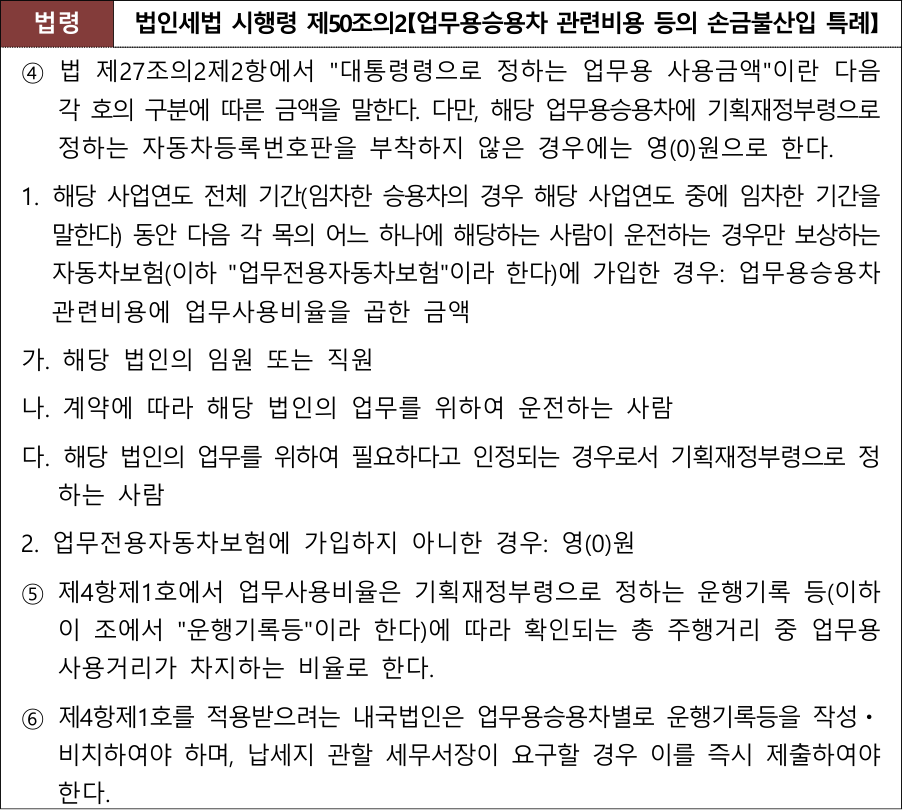 법령 법인세법 시행령 제50조의2【업무용승용차 관련비용 등의 손금불산입 특례】
④ 법 제27조의2제2항에서 "대통령령으로 정하는 업무용 사용금액"이란 다음
각 호의 구분에 따른 금액을 말한다. 다만, 해당 업무용승용차에 기획재정부령으로
정하는 자동차등록번호판을 부착하지 않은 경우에는 영(0)원으로 한다.
1. 해당 사업연도 전체 기간(임차한 승용차의 경우 해당 사업연도 중에 임차한 기간을
말한다) 동안 다음 각 목의 어느 하나에 해당하는 사람이 운전하는 경우만 보상하는
자동차보험(이하 "업무전용자동차보험"이라 한다)에 가입한 경우: 업무용승용차
관련비용에 업무사용비율을 곱한 금액
가. 해당 법인의 임원 또는 직원
나. 계약에 따라 해당 법인의 업무를 위하여 운전하는 사람
다. 해당 법인의 업무를 위하여 필요하다고 인정되는 경우로서 기획재정부령으로 정
하는 사람
2. 업무전용자동차보험에 가입하지 아니한 경우: 영(0)원
⑤ 제4항제1호에서 업무사용비율은 기획재정부령으로 정하는 운행기록 등(이하
이 조에서 "운행기록등"이라 한다)에 따라 확인되는 총 주행거리 중 업무용
사용거리가 차지하는 비율로 한다.
⑥ 제4항제1호를 적용받으려는 내국법인은 업무용승용차별로 운행기록등을 작성・
비치하여야 하며, 납세지 관할 세무서장이 요구할 경우 이를 즉시 제출하여야
한다.